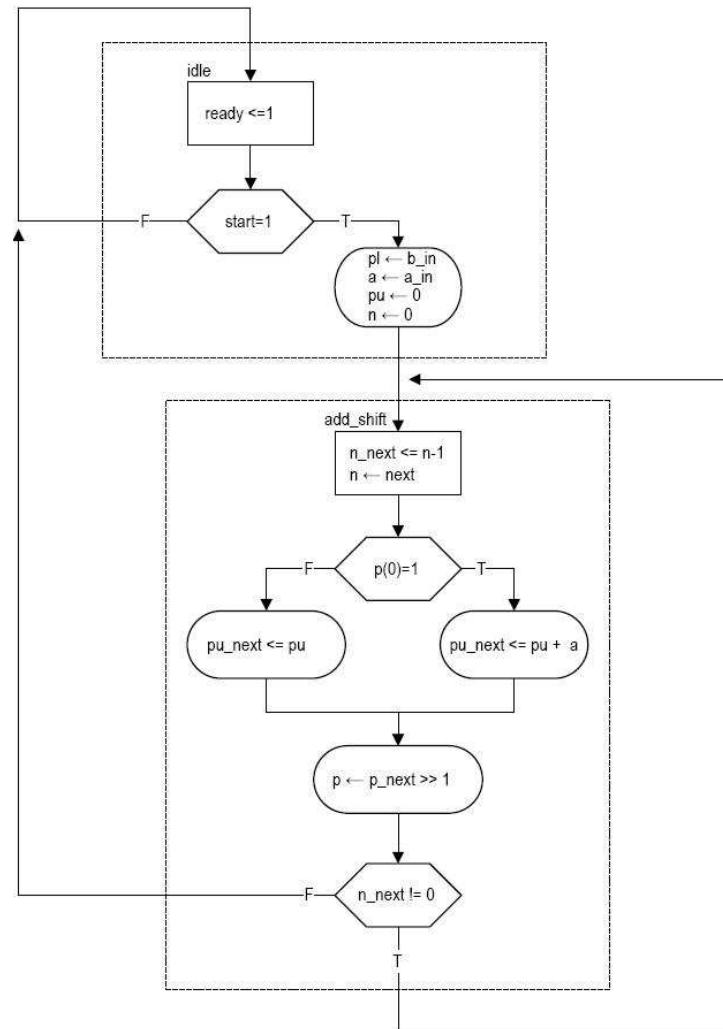 idle
ready <=1
start=1
F
T
pl ← b_in
a ← a_in
pu ← 0
n ← 0
add_shift
n_next <= n-1
n ← next
p(0)=1
F
T
pu_next <= pu
pu_next <= pu + a
p ← p_next >> 1
n_next != 0
F
T